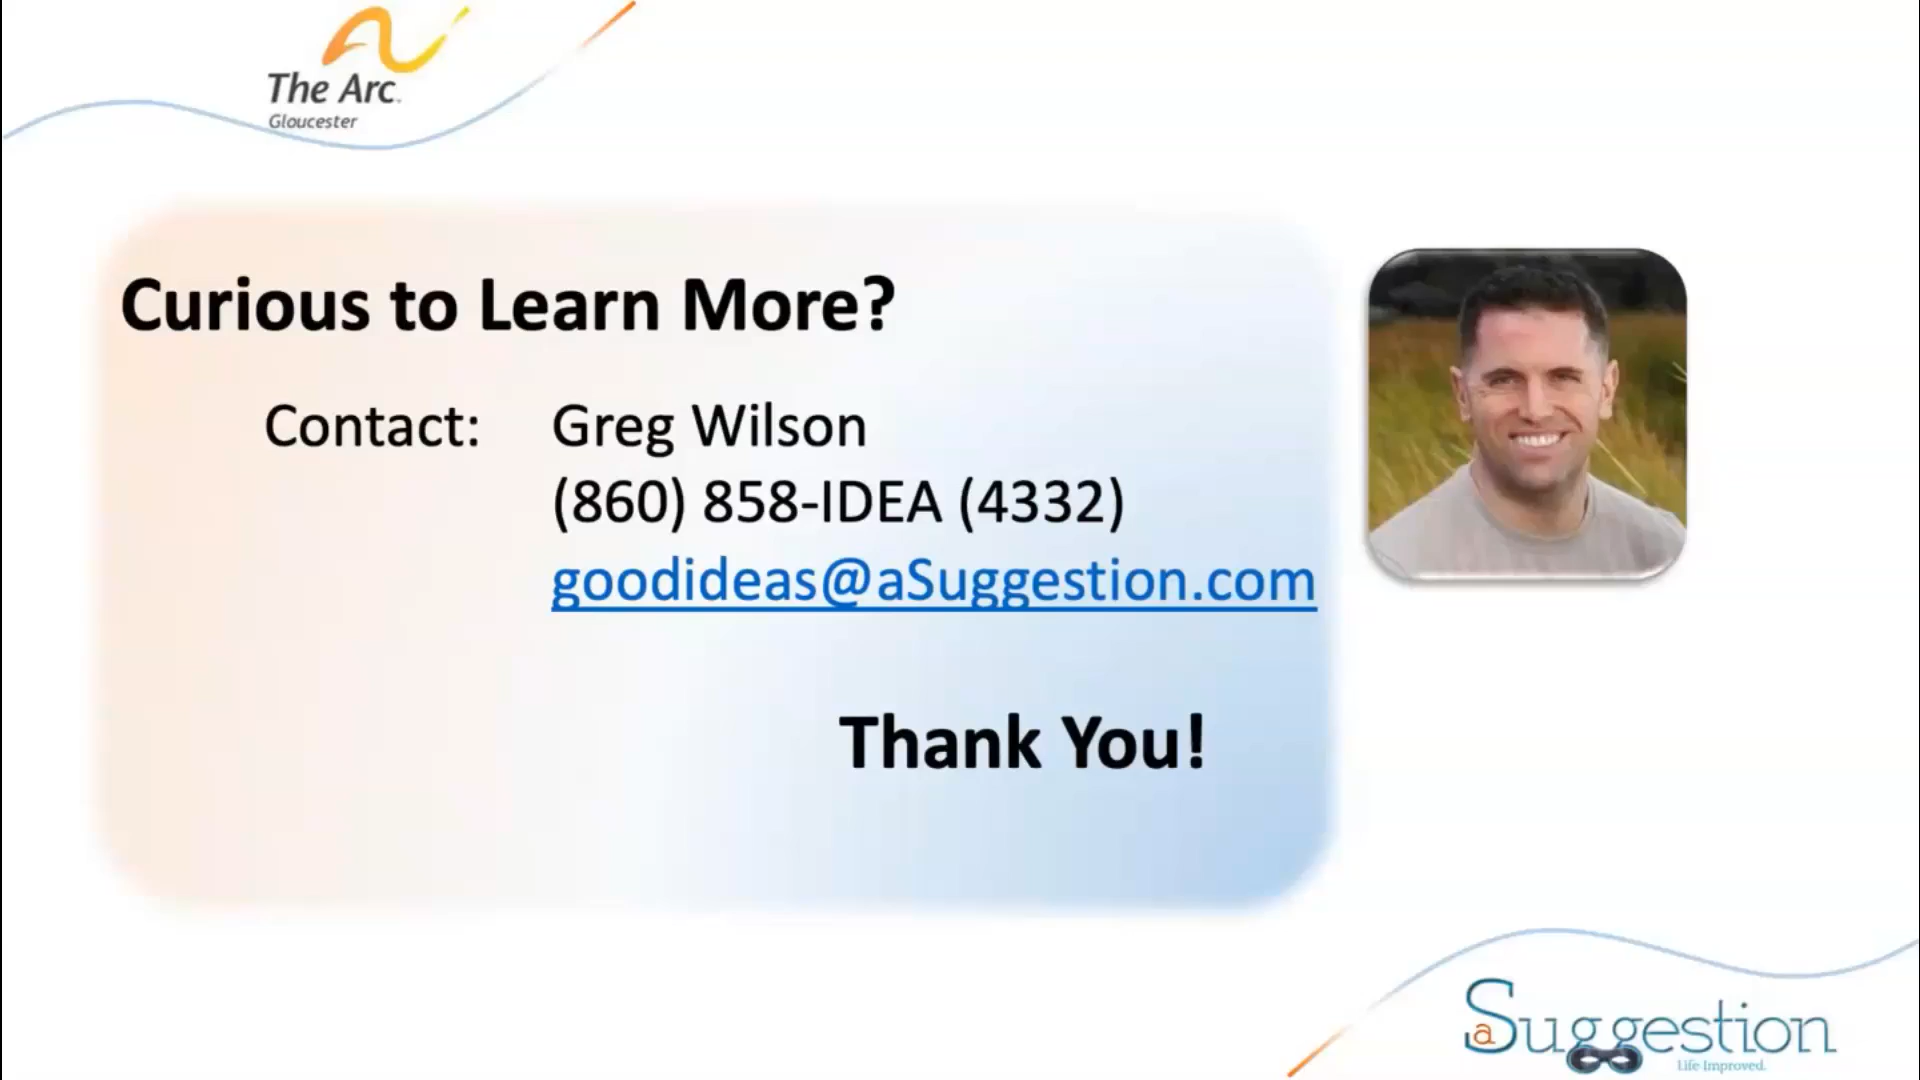 The Arc.
Gloucester
Curious to Learn More?
Contact: Greg Wilson
(860) 858-IDEA (4332)
goodideas@aSuggestion.com
Thank You!
aSuggestion
Life Improved.